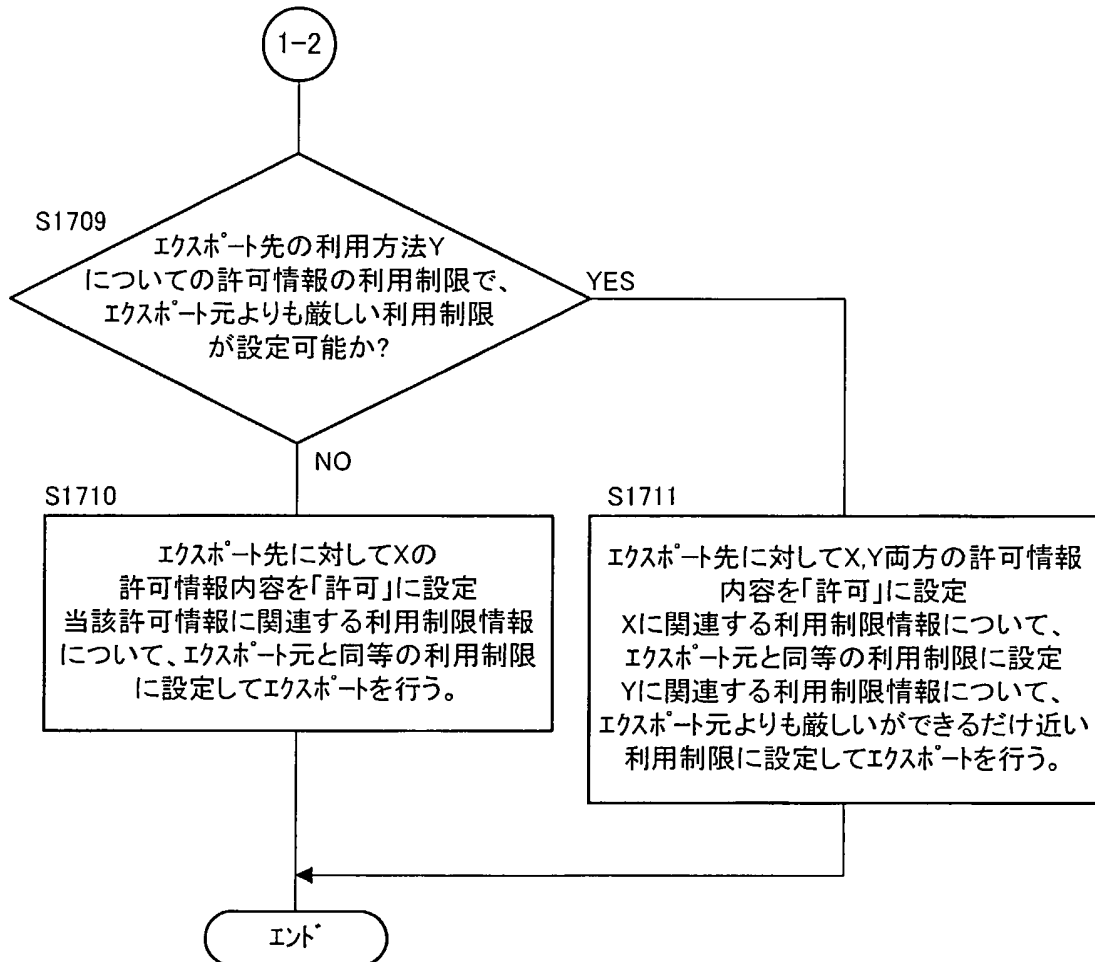 1-2
S1709
エクスポート先の利用方法Y
についての許可情報の利用制限で、
エクスポート元よりも厳しい利用制限
が設定可能か?
YES
NO
S1710
エクスポート先に対してXの
許可情報内容を「許可」に設定
当該許可情報に関連する利用制限情報
について、エクスポート元と同等の利用制限
に設定してエクスポートを行う。
S1711
エクスポート先に対してX,Y両方の許可情報
内容を「許可」に設定
Xに関連する利用制限情報について、
エクスポート元と同等の利用制限に設定
Yに関連する利用制限情報について、
エクスポート元よりも厳しいができるだけ近い
利用制限に設定してエクスポートを行う。
エンド